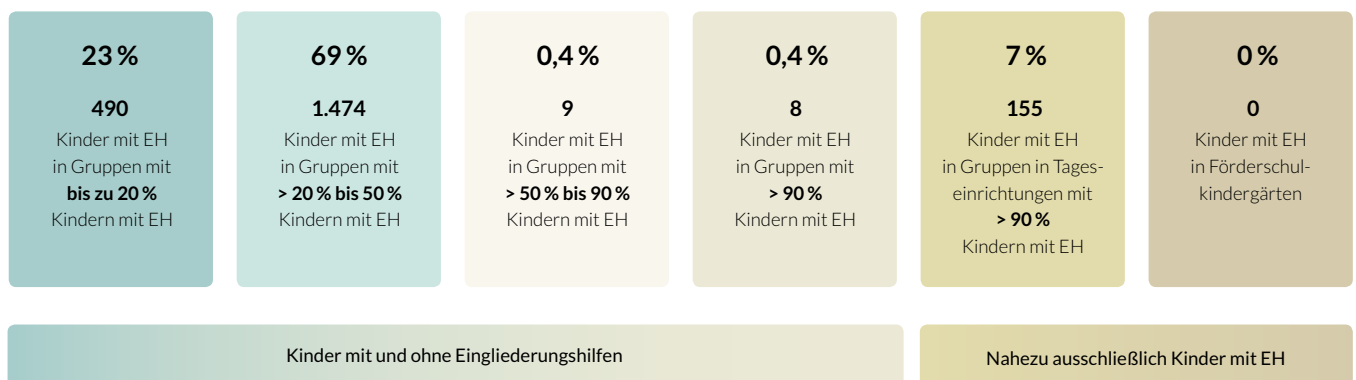 23 %
490
Kinder mit EH
in Gruppen mit
bis zu 20 %
Kindern mit EH
69 %
1.474
Kinder mit EH
in Gruppen mit
> 20 % bis 50 %
Kindern mit EH
0,4 %
9
Kinder mit EH
in Gruppen mit
> 50 % bis 90 %
Kindern mit EH
0,4 %
8
Kinder mit EH
in Gruppen mit
> 90 %
Kindern mit EH
7 %
155
Kinder mit EH
in Gruppen in Tages-
einrichtungen mit
> 90 %
Kindern mit EH
0 %
0
Kinder mit EH
in Förderschul-
kindergärten
Kinder mit und ohne Eingliederungshilfen
Nahezu ausschließlich Kinder mit EH